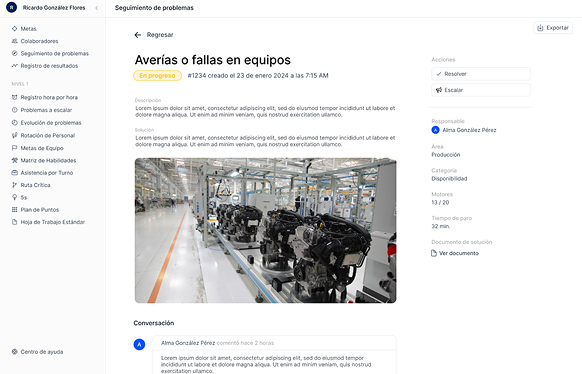 R
Ricardo González Flores
Metas
Colaboradores
Seguimiento de problemas
Registro de resultados
NIVEL 1
Registro hora por hora
Problemas a escalar
Evolución de problemas
Rotación de Personal
Metas de Equipo
Matriz de Habilidades
Asistencia por Turno
Ruta Crítica
5s
Plan de Puntos
Hoja de Trabajo Estándar
Centro de ayuda
Seguimiento de problemas
Exportar
Regresar
Averías o fallas en equipos
En progreso
#1234 creado el 23 de enero 2024 a las 7:15 AM
Descripción
Lorem ipsum dolor sit amet, consectetur adipiscing elit, sed do eiusmod tempor incididunt ut labore et
dolore magna aliqua. Ut enim ad minim veniam, quis nostrud exercitation ullamco.
Solución
Lorem ipsum dolor sit amet, consectetur adipiscing elit, sed do eiusmod tempor incididunt ut labore et
dolore magna aliqua. Ut enim ad minim veniam, quis nostrud exercitation ullamco.
Conversación
A
Alma González Pérez comentó hace 2 horas
Lorem ipsum dolor sit amet, consectetur adipiscing elit, sed do eiusmod tempor
incididunt ut labore et dolore magna aliqua. Ut enim ad minim veniam, quis nostrud
exercitation ullamco.
Acciones
Resolver
Escalar
Responsable
A
Alma González Pérez
Área
Producción
Categoría
Disponibilidad
Motores
13 / 20
Tiempo de paro
32 min.
Documento de solución
Ver documento